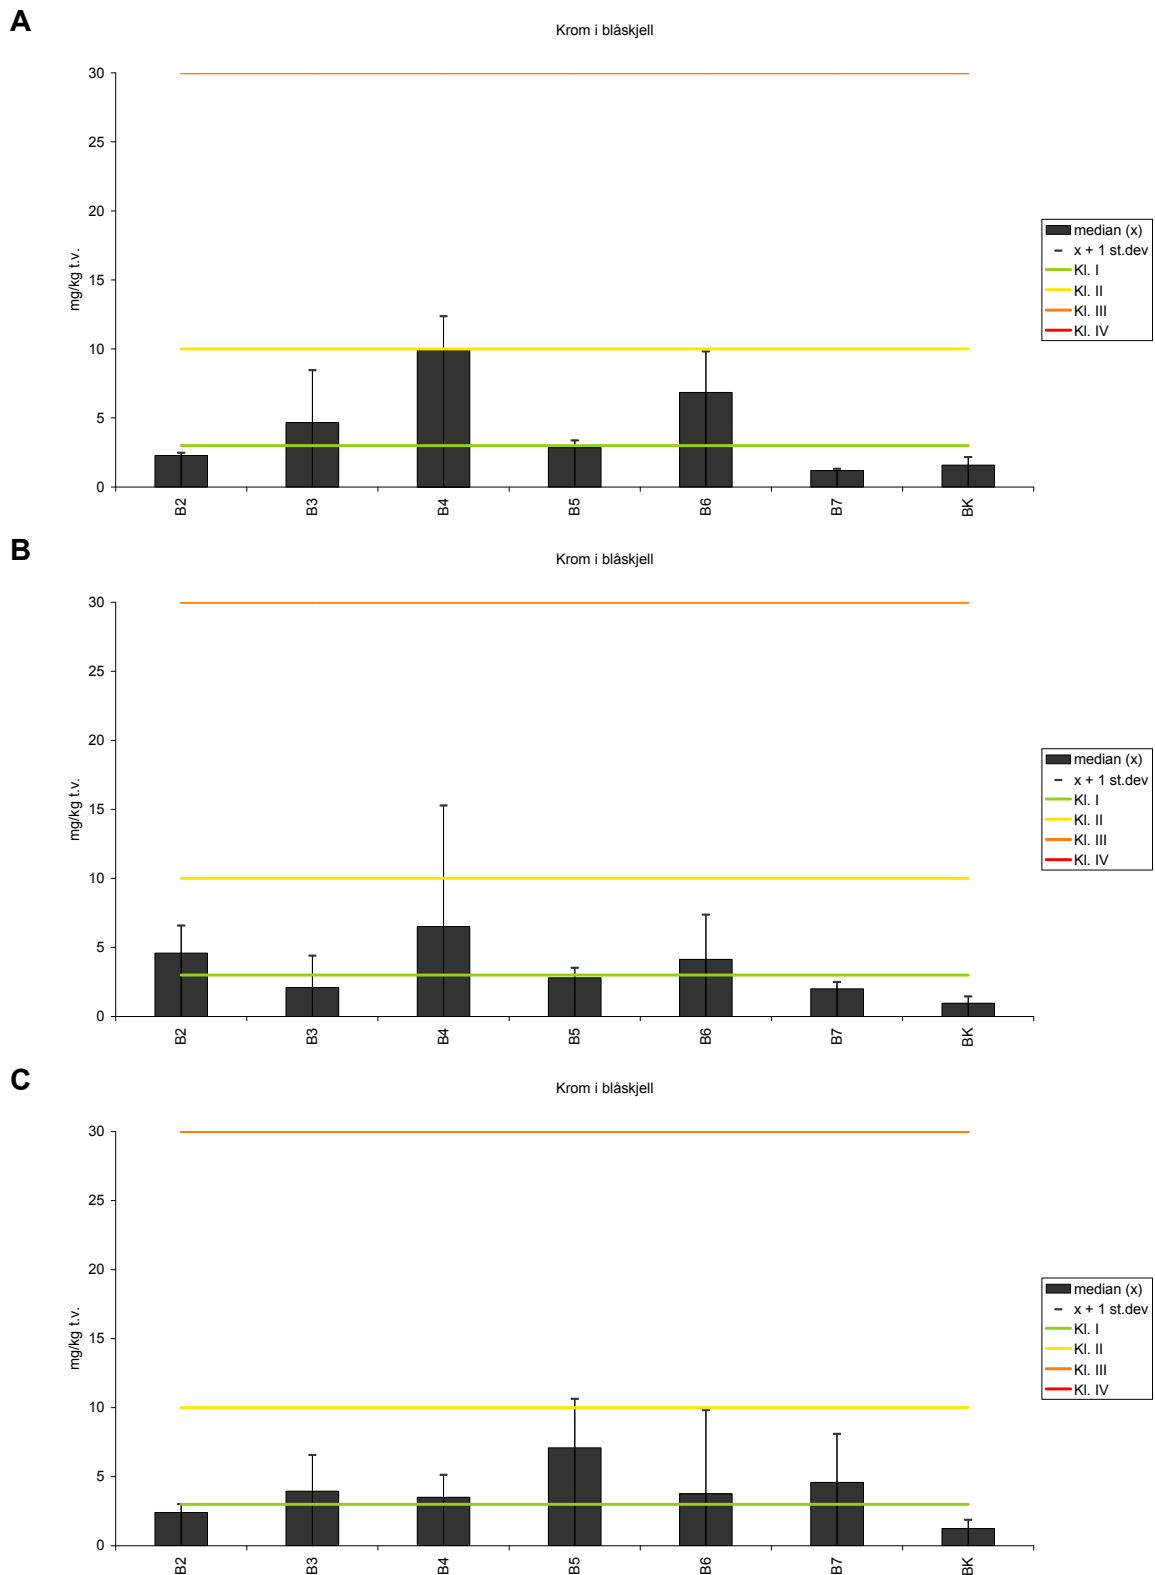 A
Krom i blåskjell
30
25
20
15
10
5
0
mg/kg t.v.
B2
B3
B4
B5
B6
B7
BK
median (x)
x + 1 st.dev
Kl. I
Kl. II
Kl. III
Kl. IV
B
Krom i blåskjell
30
25
20
15
10
5
0
mg/kg t.v.
B2
B3
B4
B5
B6
B7
BK
median (x)
x + 1 st.dev
Kl. I
Kl. II
Kl. III
Kl. IV
C
Krom i blåskjell
30
25
20
15
10
5
0
mg/kg t.v.
B2
B3
B4
B5
B6
B7
BK
median (x)
x + 1 st.dev
Kl. I
Kl. II
Kl. III
Kl. IV